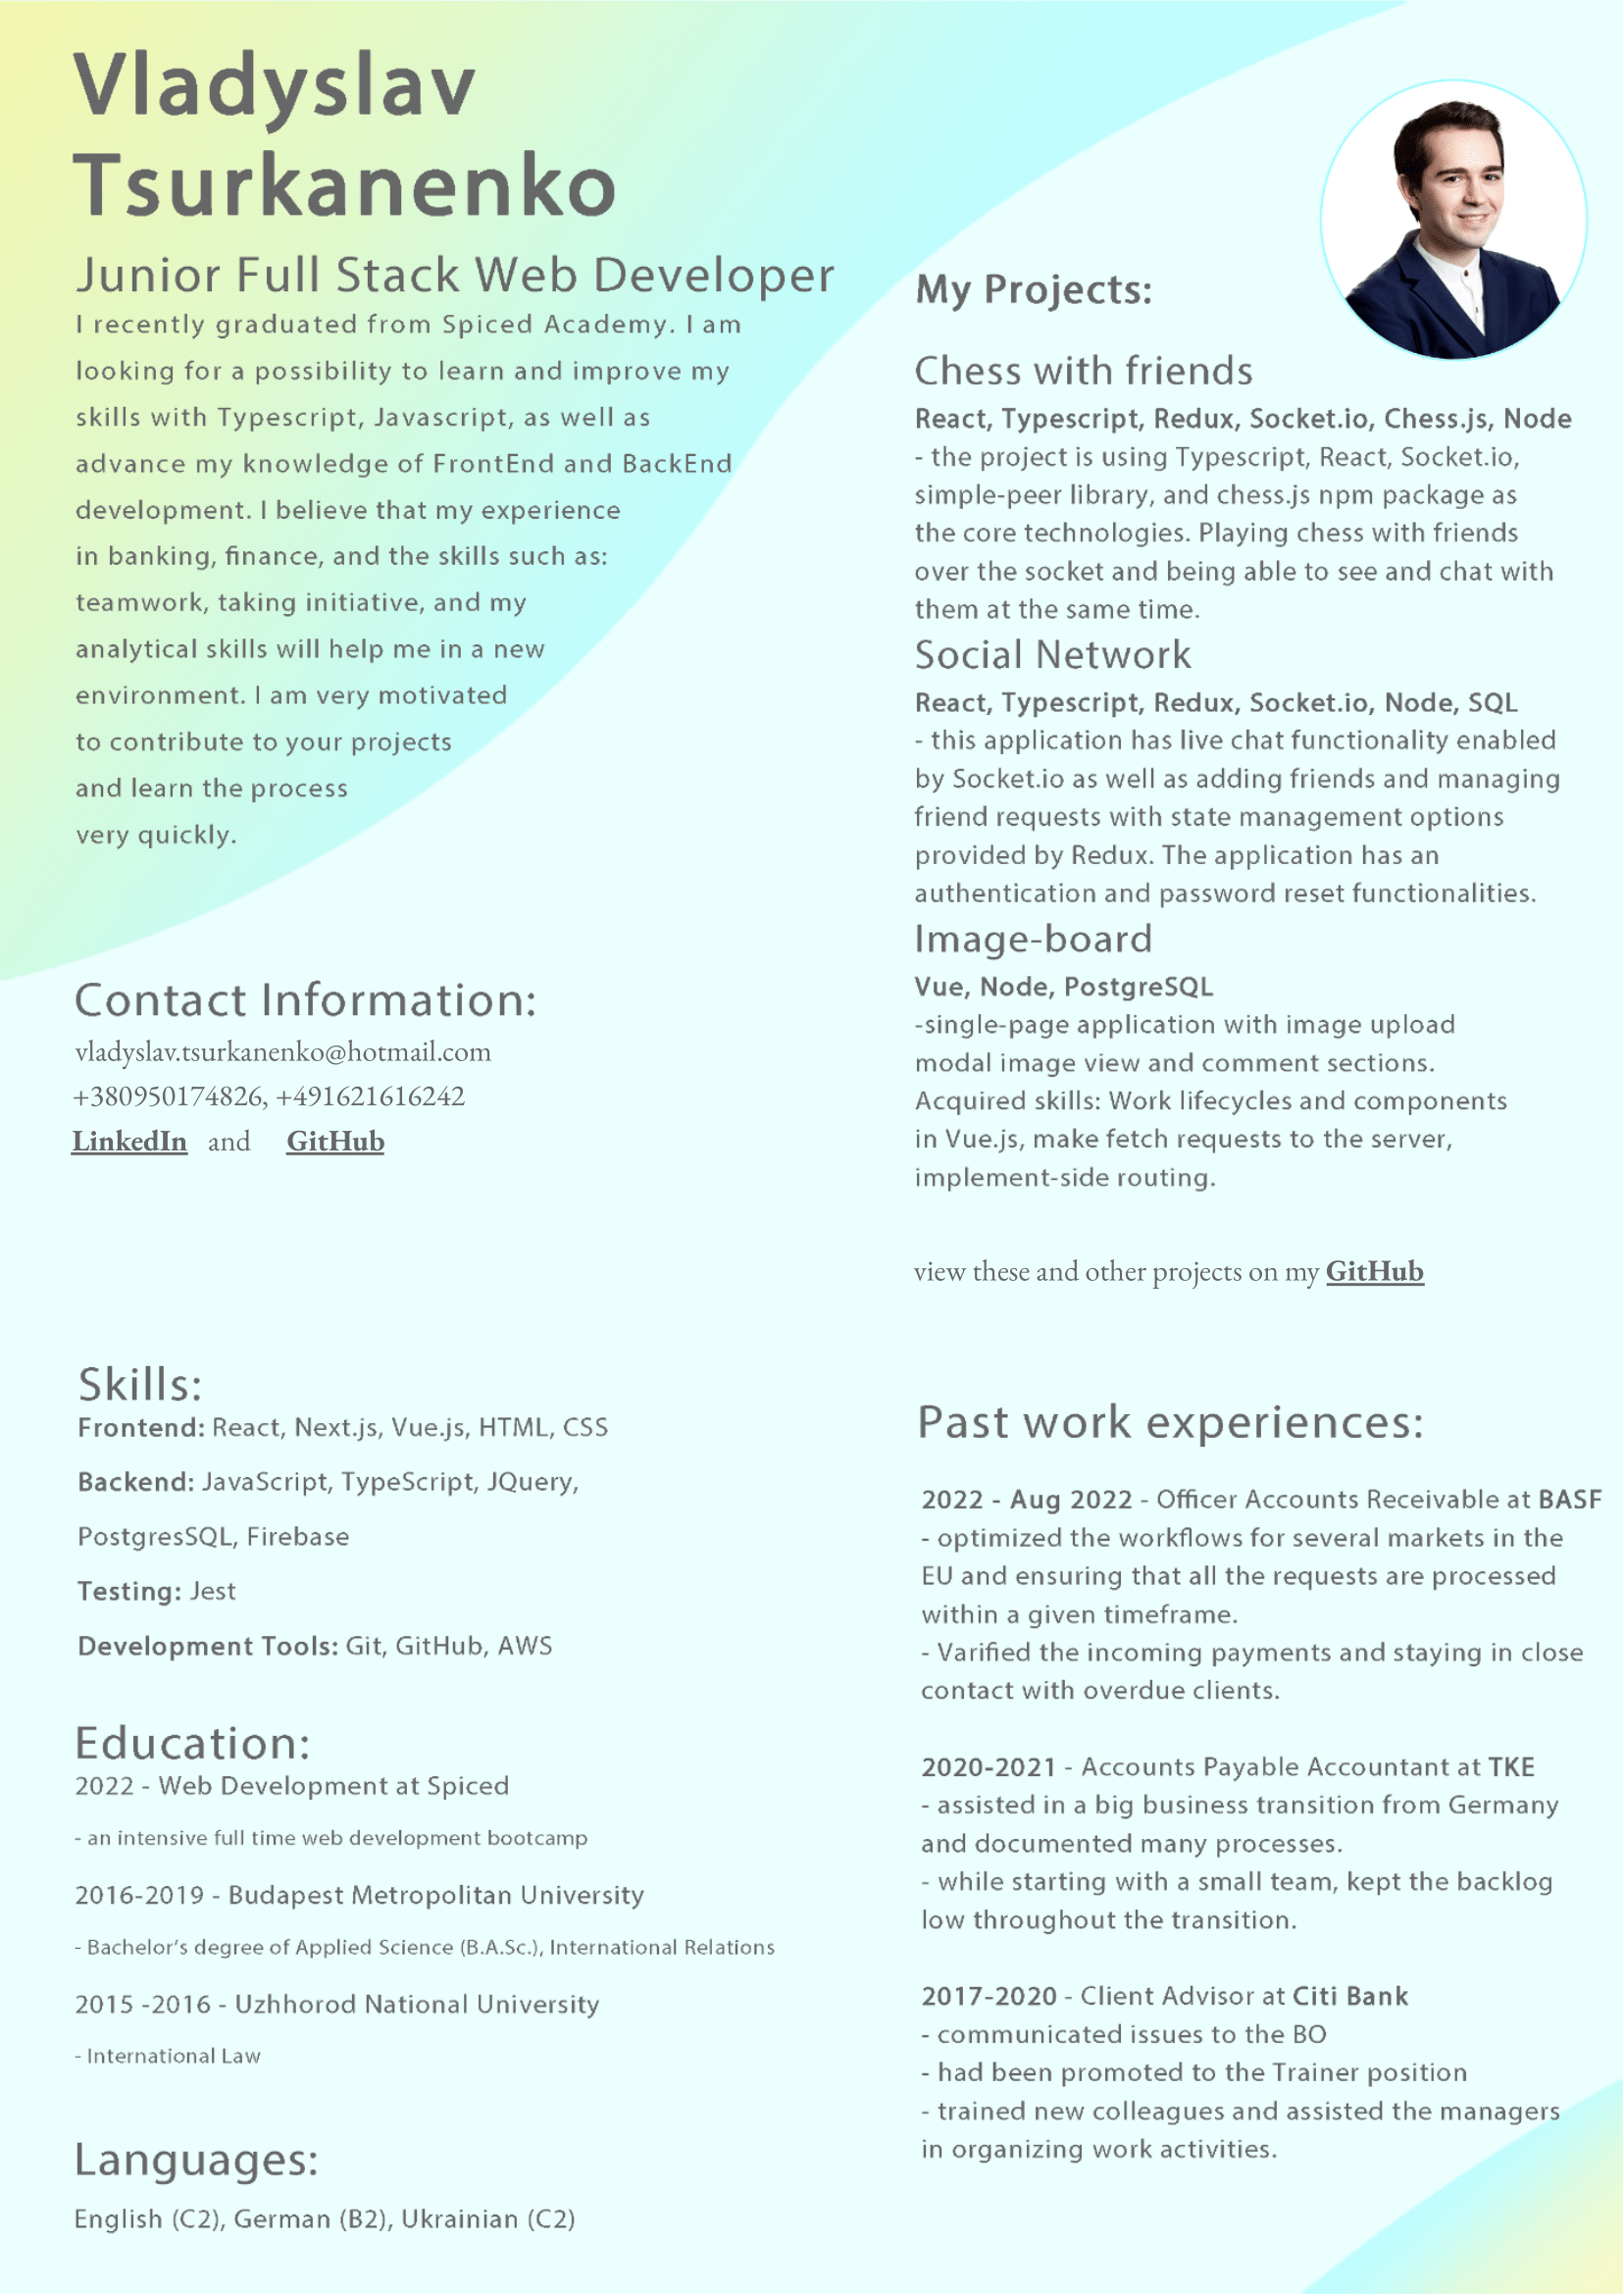 Vladyslav
Tsurkanenko
Junior Full Stack Web Developer
I recently graduated from Spiced Academy. I am
looking for a possibility to learn and improve my
skills with Typescript, Javascript, as well as
advance my knowledge of FrontEnd and BackEnd
development. I believe that my experience
in banking, finance, and the skills such as:
teamwork, taking initiative, and my
analytical skills will help me in a new
environment. I am very motivated
to contribute to your projects
and learn the process
very quickly.
Contact Information:
vladyslav.tsurkanenko@hotmail.com
+380950174826, +491621616242
LinkedIn and GitHub
Skills:
Frontend: React, Next.js, Vue.js, HTML, CSS
Backend: JavaScript, TypeScript, JQuery,
PostgresSQL, Firebase
Testing: Jest
Development Tools: Git, GitHub, AWS
Education:
2022 - Web Development at Spiced
- an intensive full time web development bootcamp
2016-2019 - Budapest Metropolitan University
- Bachelor's degree of Applied Science (B.A.Sc.), International Relations
2015 -2016 - Uzhhorod National University
- International Law
Languages:
English (C2), German (B2), Ukrainian (C2)
My Projects:
Chess with friends
React, Typescript, Redux, Socket.io, Chess.js, Node
- the project is using Typescript, React, Socket.io,
simple-peer library, and chess.js npm package as
the core technologies. Playing chess with friends
over the socket and being able to see and chat with
them at the same time.
Social Network
React, Typescript, Redux, Socket.io, Node, SQL
- this application has live chat functionality enabled
by Socket.io as well as adding friends and managing
friend requests with state management options
provided by Redux. The application has an
authentication and password reset functionalities.
Image-board
Vue, Node, PostgreSQL
-single-page application with image upload
modal image view and comment sections.
Acquired skills: Work lifecycles and components
in Vue.js, make fetch requests to the server,
implement-side routing.
view these and other projects on my GitHub
Past work experiences:
2022 - Aug 2022 - Officer Accounts Receivable at BASF
- optimized the workflows for several markets in the
EU and ensuring that all the requests are processed
within a given timeframe.
- Varified the incoming payments and staying in close
contact with overdue clients.
2020-2021 - Accounts Payable Accountant at TKE
- assisted in a big business transition from Germany
and documented many processes.
- while starting with a small team, kept the backlog
low throughout the transition.
2017-2020 - Client Advisor at Citi Bank
- communicated issues to the BO
- had been promoted to the Trainer position
- trained new colleagues and assisted the managers
in organizing work activities.